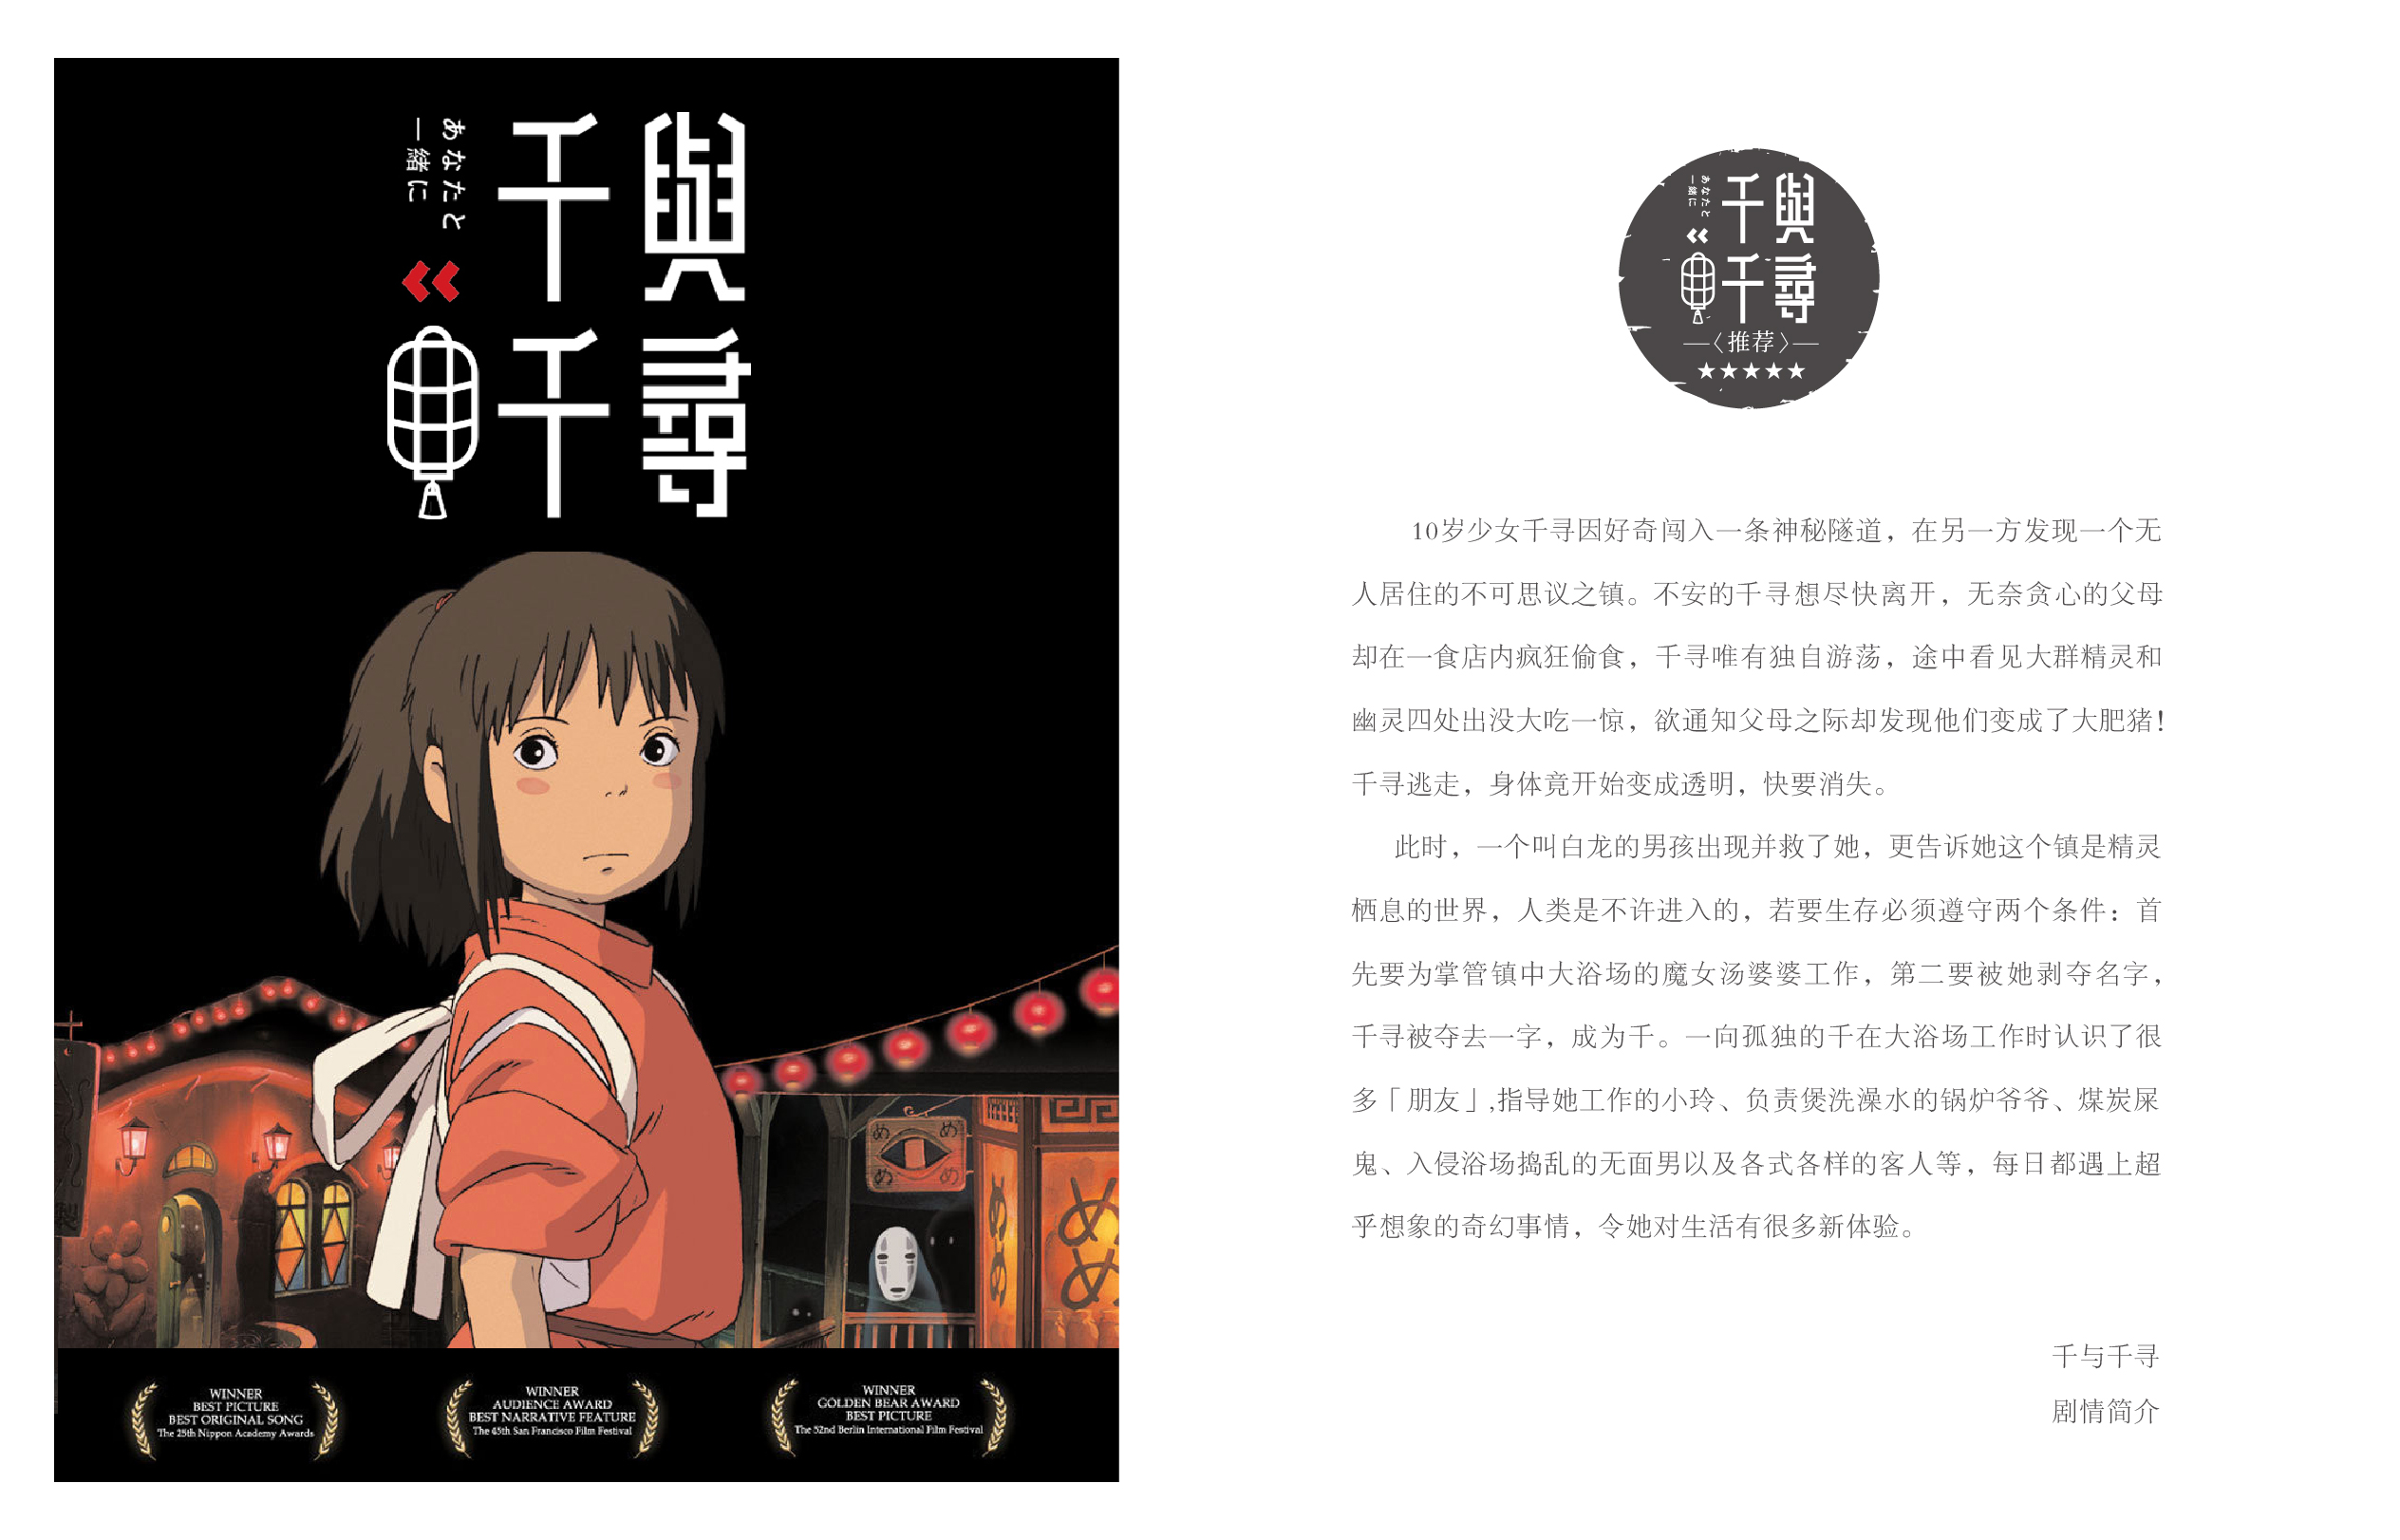 あなたと
一緒に
千與
千尋
め め
め め
めめ
めめ
製
WINNER
BEST PICTURE
BEST ORIGINAL SONG
The 25th Nippon Academy Awards
WINNER
AUDIENCE AWARD
BEST NARRATIVE FEATURE
The 45th San Francisco Film Festival
WINNER
GOLDEN BEAR AWARD
BEST PICTURE
The 52nd Berlin International Film Festival
あなたと
一緒に
千與
千尋
〈推荐〉
★★★★★
10岁少女千寻因好奇闯入一条神秘隧道，在另一方发现一个无
人居住的不可思议之镇。不安的千寻想尽快离开，无奈贪心的父母
却在一食店内疯狂偷食，千寻唯有独自游荡，途中看见大群精灵和
幽灵四处出没大吃一惊，欲通知父母之际却发现他们变成了大肥猪！
千寻逃走，身体竟开始变成透明，快要消失。
此时，一个叫白龙的男孩出现并救了她，更告诉她这个镇是精灵
栖息的世界，人类是不许进入的，若要生存必须遵守两个条件：首
先要为掌管镇中大浴场的魔女汤婆婆工作，第二要被她剥夺名字，
千寻被夺去一字，成为千。一向孤独的千在大浴场工作时认识了很
多「朋友」,指导她工作的小玲、负责煲洗澡水的锅炉爷爷、煤炭屎
鬼、入侵浴场捣乱的无面男以及各式各样的客人等，每日都遇上超
乎想象的奇幻事情，令她对生活有很多新体验。
千与千寻
剧情简介